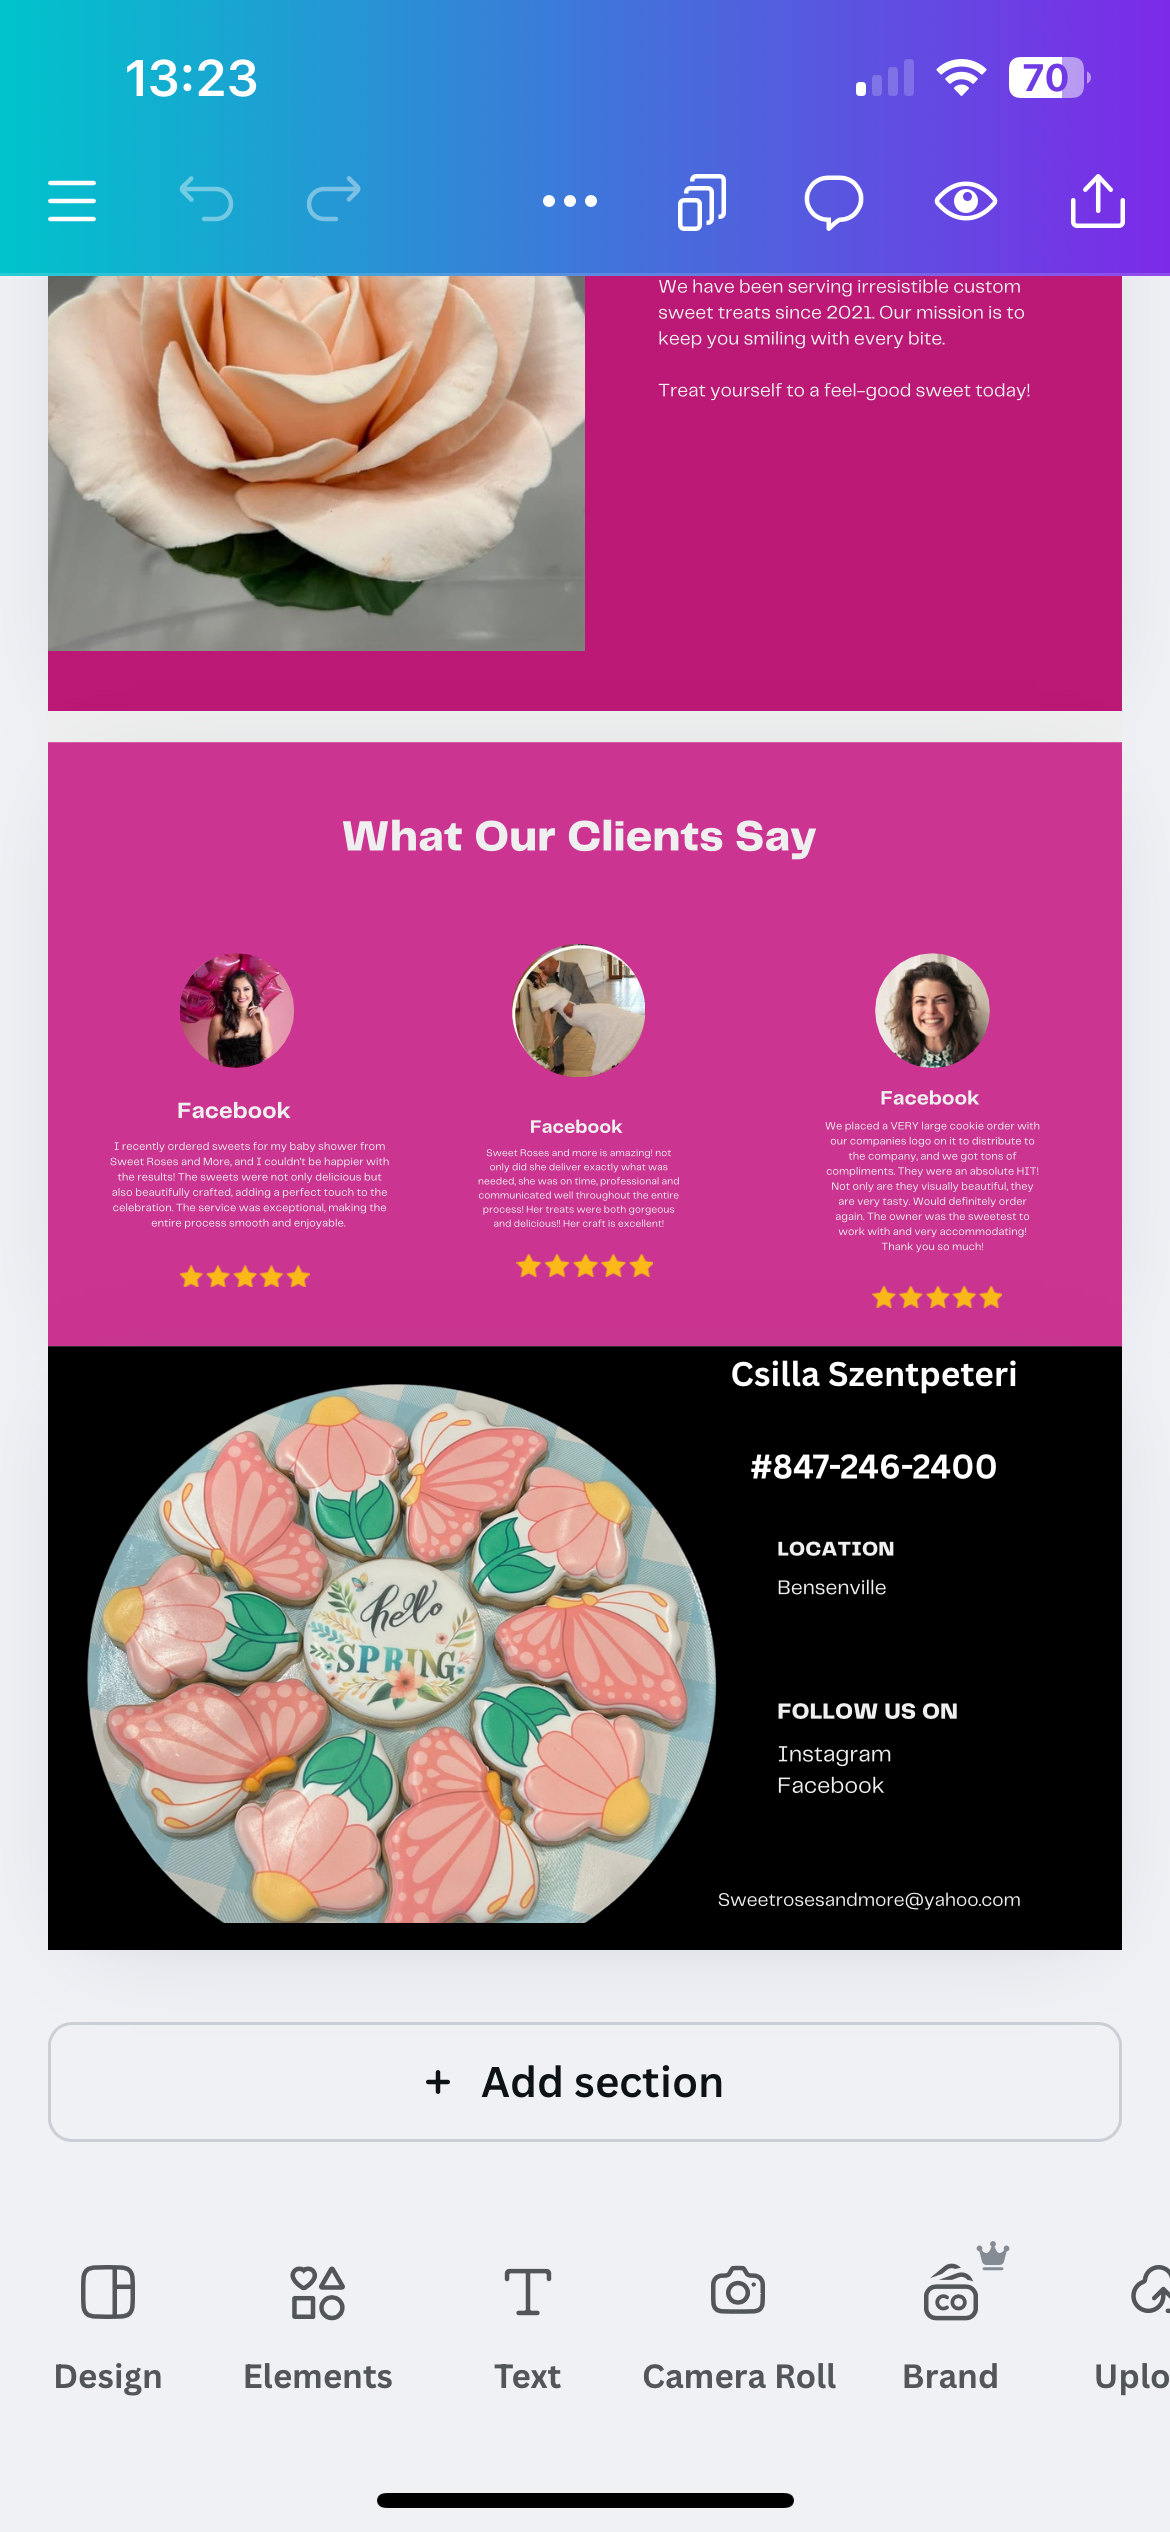 13:23
70
We have been serving irresistible custom
sweet treats since 2021. Our mission is to
keep you smiling with every bite.
Treat yourself to a feel-good sweet today!
What Our Clients Say
Facebook
I recently ordered sweets for my baby shower from
Sweet Roses and More, and I couldn't be happier with
the results! The sweets were not only delicious but
also beautifully crafted, adding a perfect touch to the
celebration. The service was exceptional, making the
entire process smooth and enjoyable.
Facebook
Sweet Roses and more is amazing! not
only did she deliver exactly what was
needed, she was on time, professional and
communicated well throughout the entire
process! Her treats were both gorgeous
and delicious!! Her craft is excellent!
Facebook
We placed a VERY large cookie order with
our companies logo on it to distribute to
the company, and we got tons of
compliments. They were an absolute HIT!
Not only are they visually beautiful, they
are very tasty. Would definitely order
again. The owner was the sweetest to
work with and very accommodating!
Thank you so much!
Csilla Szentpeteri
#847-246-2400
LOCATION
Bensenville
FOLLOW US ON
Instagram
Facebook
Sweetrosesandmore@yahoo.com
hello
SPRING
+ Add section
Design
Elements
Text
Camera Roll
CO
Brand
Uplo